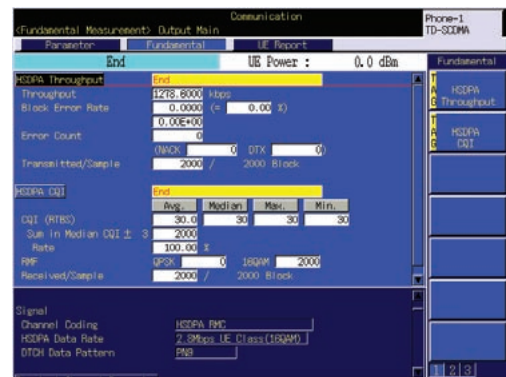 Communication
Phone-1
<Fundamental Measurement> Output Main
TD-SCDMA
Parameter Fundamental UE Report
End UE Power : 0.0 dBm Fundamental
HSDPA Throughput End
Throughput 1278.6000 kbps
Block Error Rate 0.0000 (= 0.00 %)
0.00E+00
Error Count 0
(NACK 0 DTX 0)
Transmitted/Sample 2000 / 2000 Block
TAG HSDPA Throughput
TAG HSDPA CQI
HSDPA CQI End
Avg. Median Max. Min.
CQI (RTBS) 30.0 30 30 30
Sum in Median CQI ± 3 2000
Rate 100.00 %
RMF QPSK 0 16QAM 2000
Received/Sample 2000 / 2000 Block
Signal
Channel Coding HSDPA RMC
HSDPA Data Rate 2.8Mbps UE Class(16QAM)
DTCH Data Pattern PN9
1 2 3